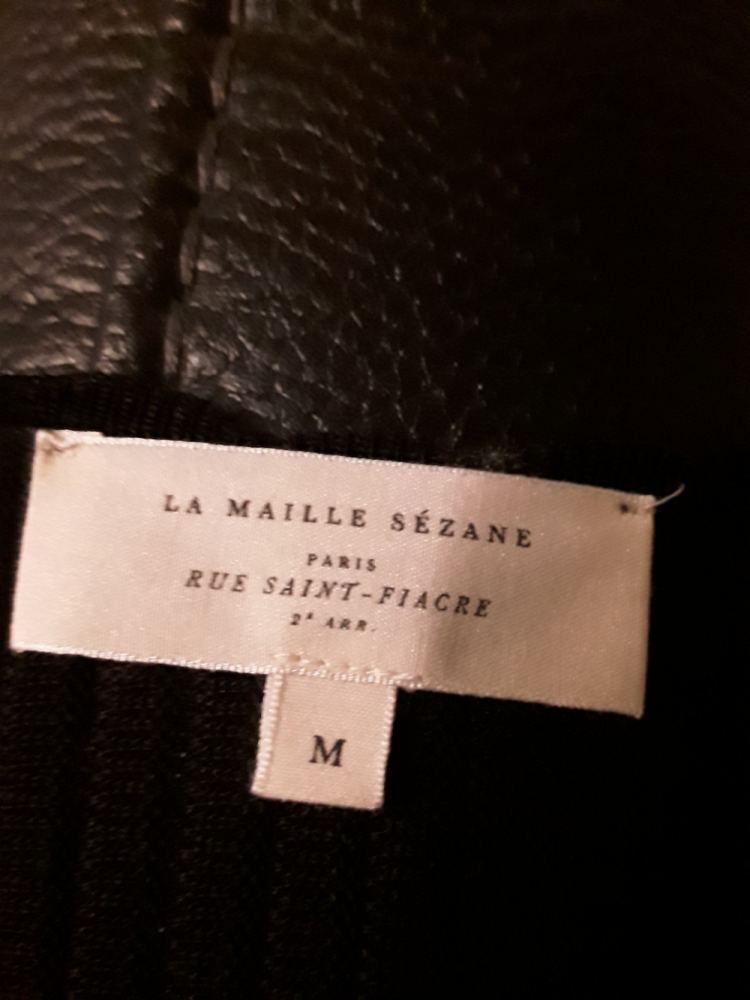 LA MAILLE SÉZANE
PARIS
RUE SAINT-FIACRE
2e ARR.
M